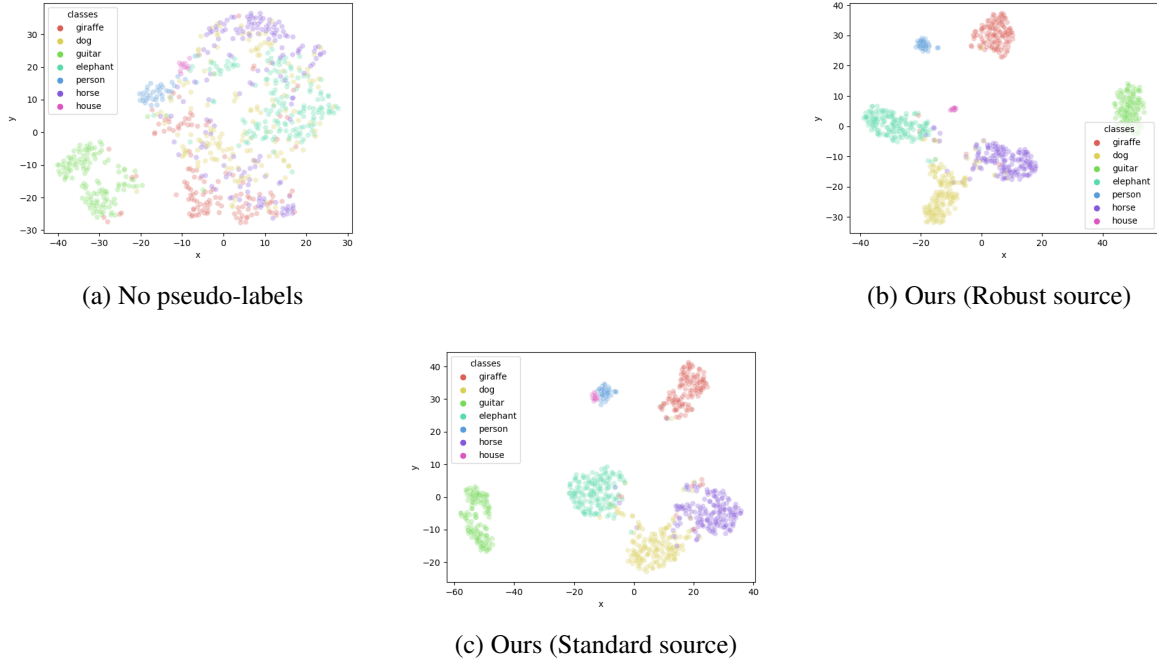 classes
giraffe
dog
guitar
elephant
person
horse
house
30
20
10
0
−10
−20
−30
y
−40 −30 −20 −10 0 10 20 30
x
(a) No pseudo-labels
40
30
20
10
0
−10
−20
−30
y
classes
giraffe
dog
guitar
elephant
person
horse
house
−40 −20 0 20 40
x
(b) Ours (Robust source)
classes
giraffe
dog
guitar
elephant
person
horse
house
40
30
20
10
0
−10
−20
y
−60 −40 −20 0 20 40
x
(c) Ours (Standard source)